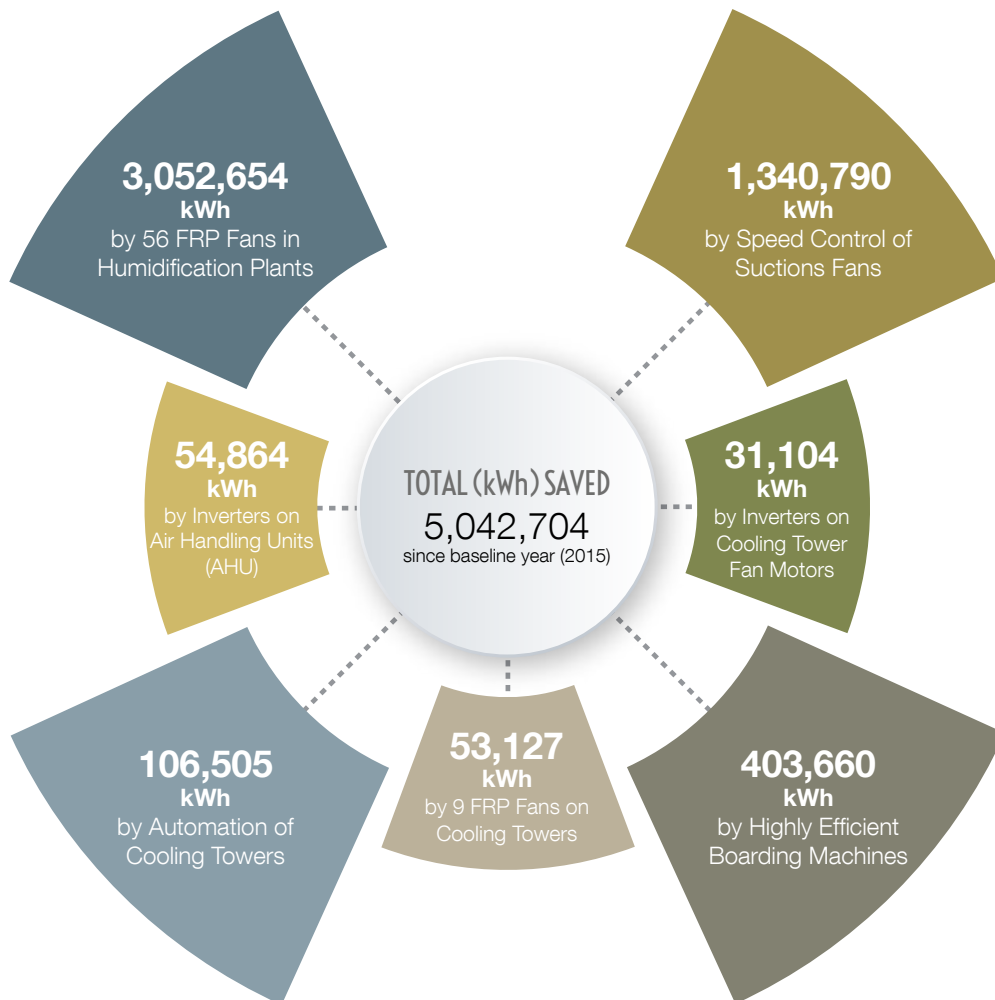 3,052,654
kWh
by 56 FRP Fans in
Humidification Plants
1,340,790
kWh
by Speed Control of
Suctions Fans
54,864
kWh
by Inverters on
Air Handling Units
(AHU)
TOTAL (kWh) SAVED
5,042,704
since baseline year (2015)
31,104
kWh
by Inverters on
Cooling Tower
Fan Motors
106,505
kWh
by Automation of
Cooling Towers
53,127
kWh
by 9 FRP Fans on
Cooling Towers
403,660
kWh
by Highly Efficient
Boarding Machines